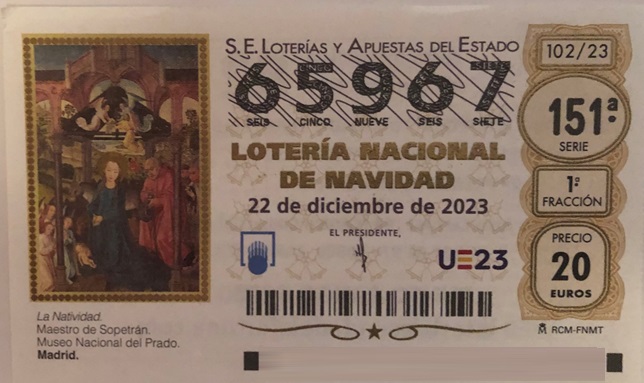 S.E. LOTERÍAS Y APUESTAS DEL ESTADO
65967
SEIS CINCO NUEVE SEIS SIETE
LOTERÍA NACIONAL
DE NAVIDAD
22 de diciembre de 2023
EL PRESIDENTE,
UE23
102/23
151ª
SERIE
1ª
FRACCIÓN
PRECIO
20
EUROS
RCM-FNMT
La Natividad.
Maestro de Sopetrán.
Museo Nacional del Prado.
Madrid.